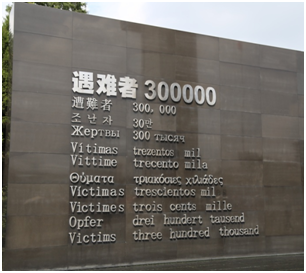 遇难者 300000
遭難者 300,000
조난자 30만
Жертвы 300 тысяч
Vítimas trezentos mil
Vittime trecento mila
Θύματα τριακόσιες χιλιάδες
Víctimas trescientos mil
Victimes trois cents mille
Opfer drei hundert tausend
Victims three hundred thousand